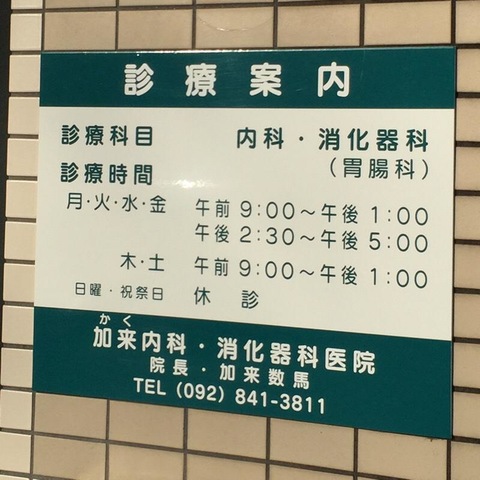 診療案内
診療科目 内科・消化器科
(胃腸科)
診療時間
月・火・水・金 午前 9:00～午後 1:00
午後 2:30～午後 5:00
木・土 午前 9:00～午後 1:00
日曜・祝祭日 休診
かく
加来内科・消化器科医院
院長・加来数馬
TEL (092) 841-3811